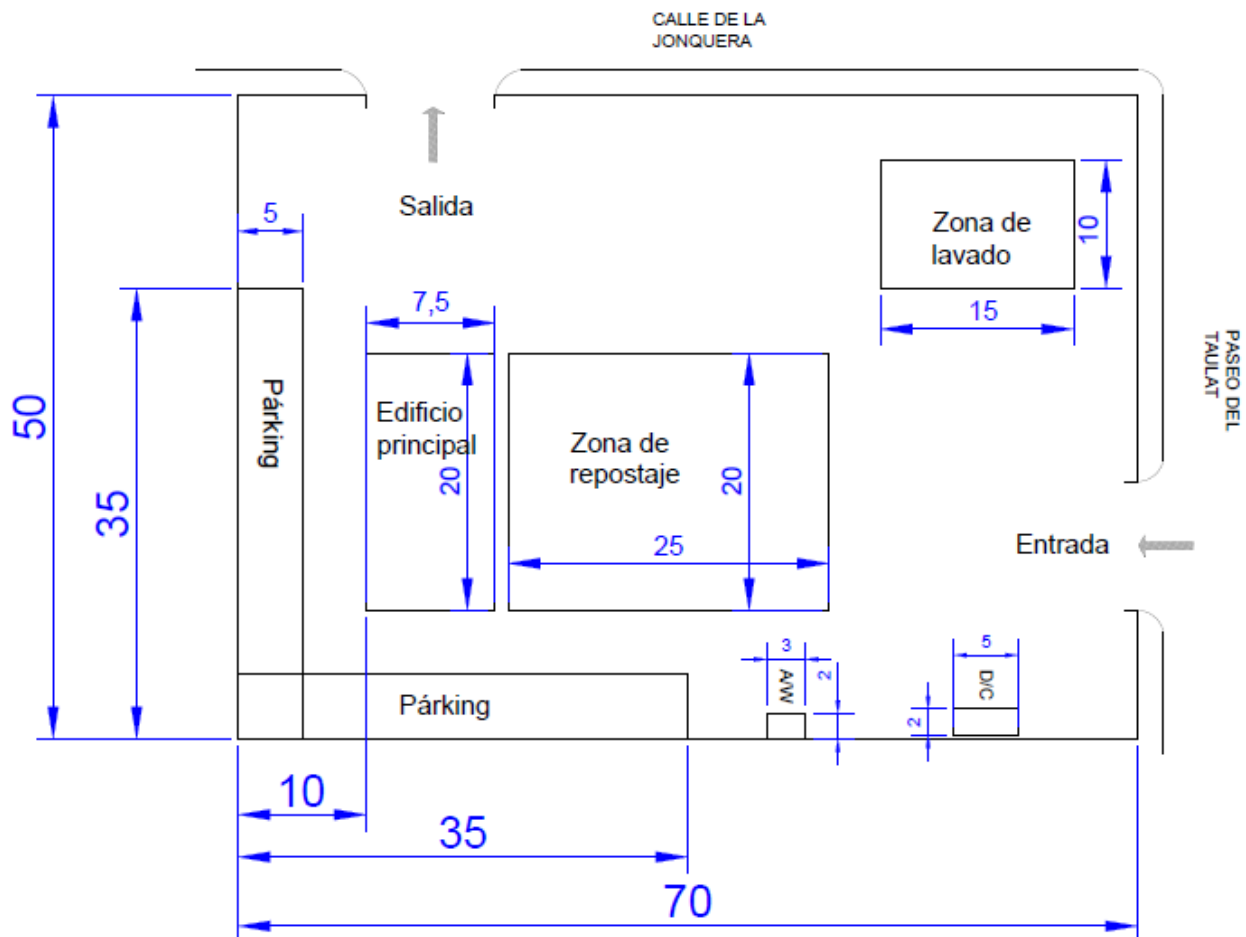 CALLE DE LA
JONQUERA
Salida
5
Zona de
lavado
10
15
7,5
50
35
Párking
Edificio
principal
20
Zona de
repostaje
20
25
PASEO DEL
TAULAT
Entrada
3
A/W
2
5
D/C
2
Párking
10
35
70